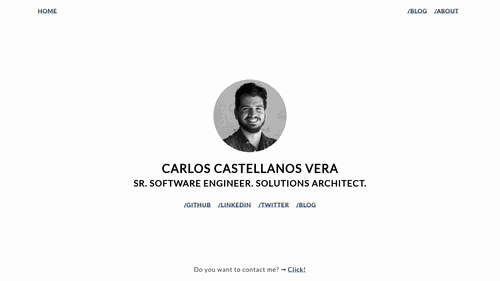 HOME
/BLOG /ABOUT
CARLOS CASTELLANOS VERA
SR. SOFTWARE ENGINEER. SOLUTIONS ARCHITECT.
/GITHUB /LINKEDIN /TWITTER /BLOG
Do you want to contact me? → Click!